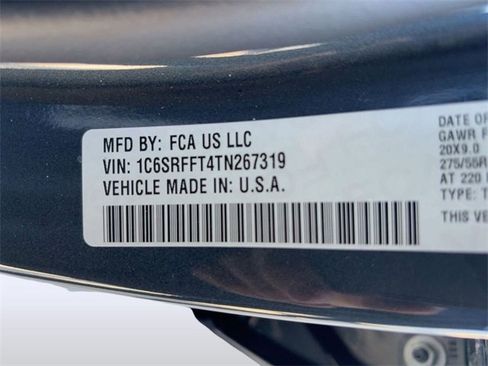 MFD BY: FCA US LLC
VIN: 1C6SRFFT4TN267319
VEHICLE MADE IN: U.S.A.
DATE OF
GAWR F
20X9.0
275/55R
AT 220
TYPE: T
THIS VE